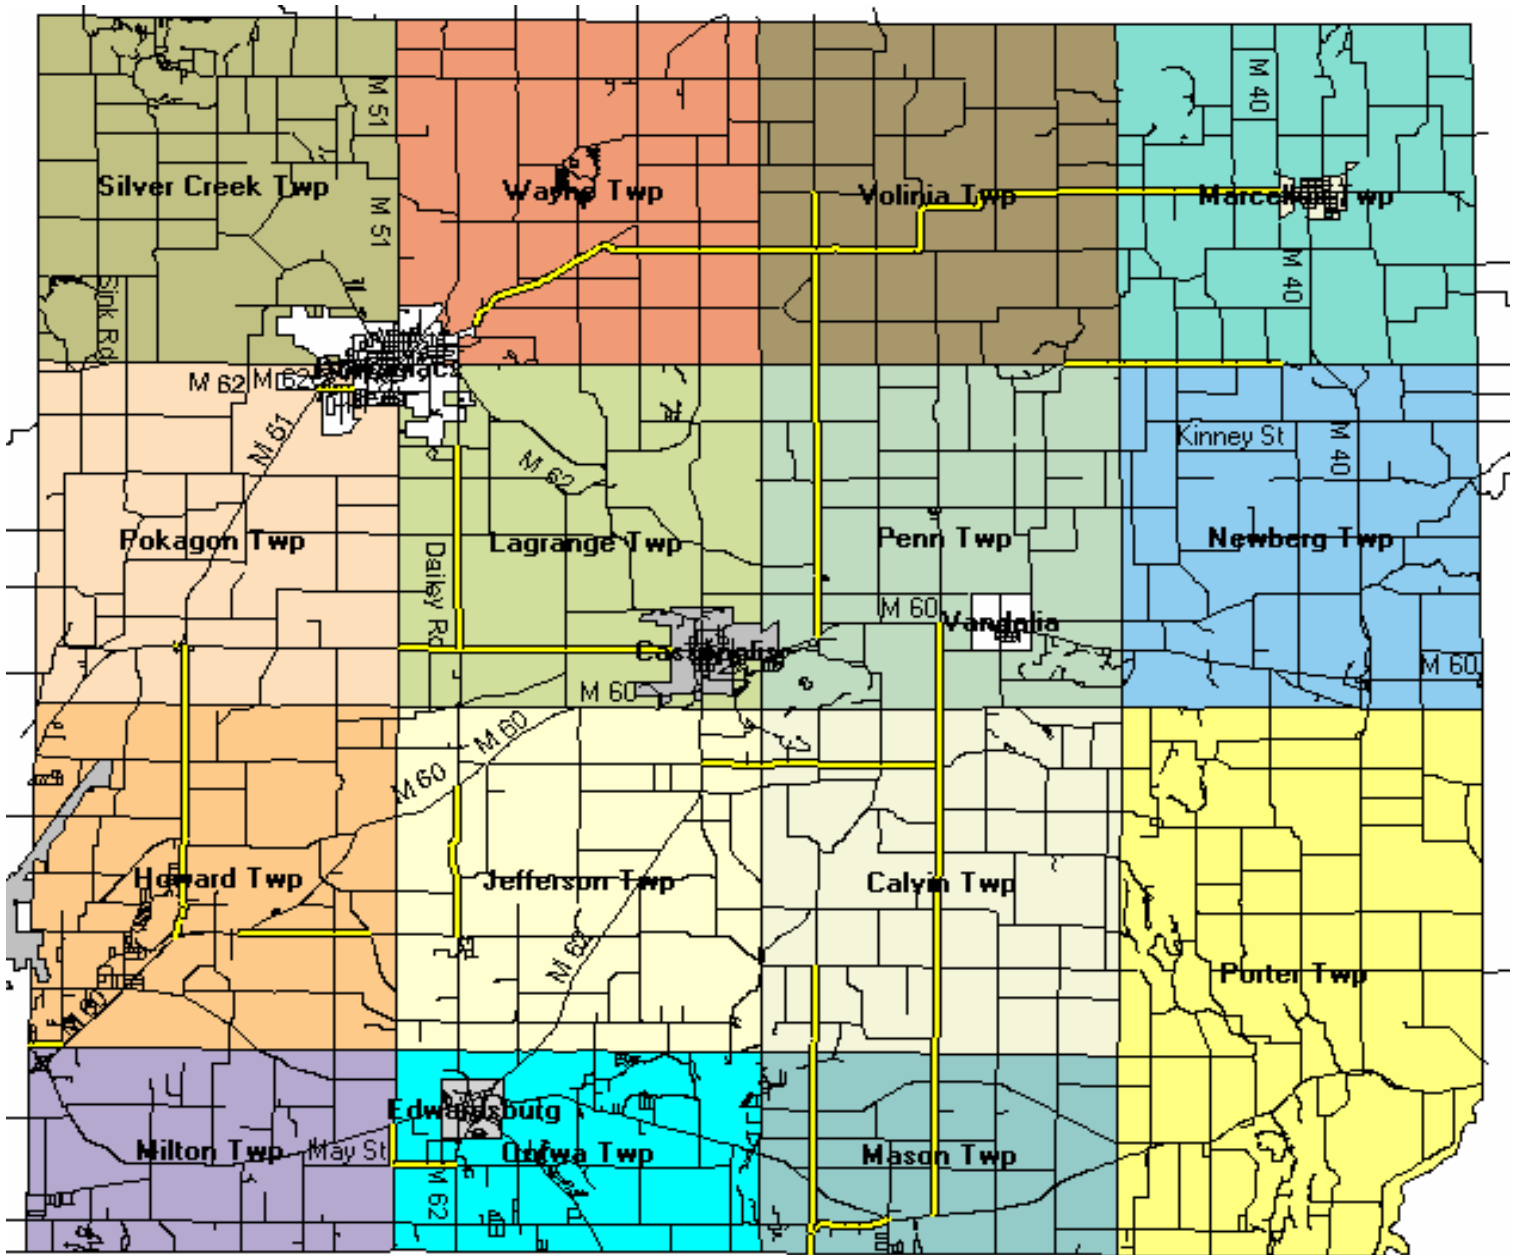 M 51
M 40
Silver Creek Twp
Wayne Twp
Volinia Twp
Marcellus Twp
M 51
M 40
Sink Rd
M 62
M 62
M 51
M 62
Kinney St
M 40
Pokagon Twp
Lagrange Twp
Penn Twp
Newberg Twp
Dailey Rd
M 60
Vandalia
Cassopolis
M 60
M 60
M 60
M 60
Howard Twp
Jefferson Twp
Calvin Twp
M 62
Porter Twp
M 60
Edwardsburg
Milton Twp
May St
Ontwa Twp
Mason Twp
M 62